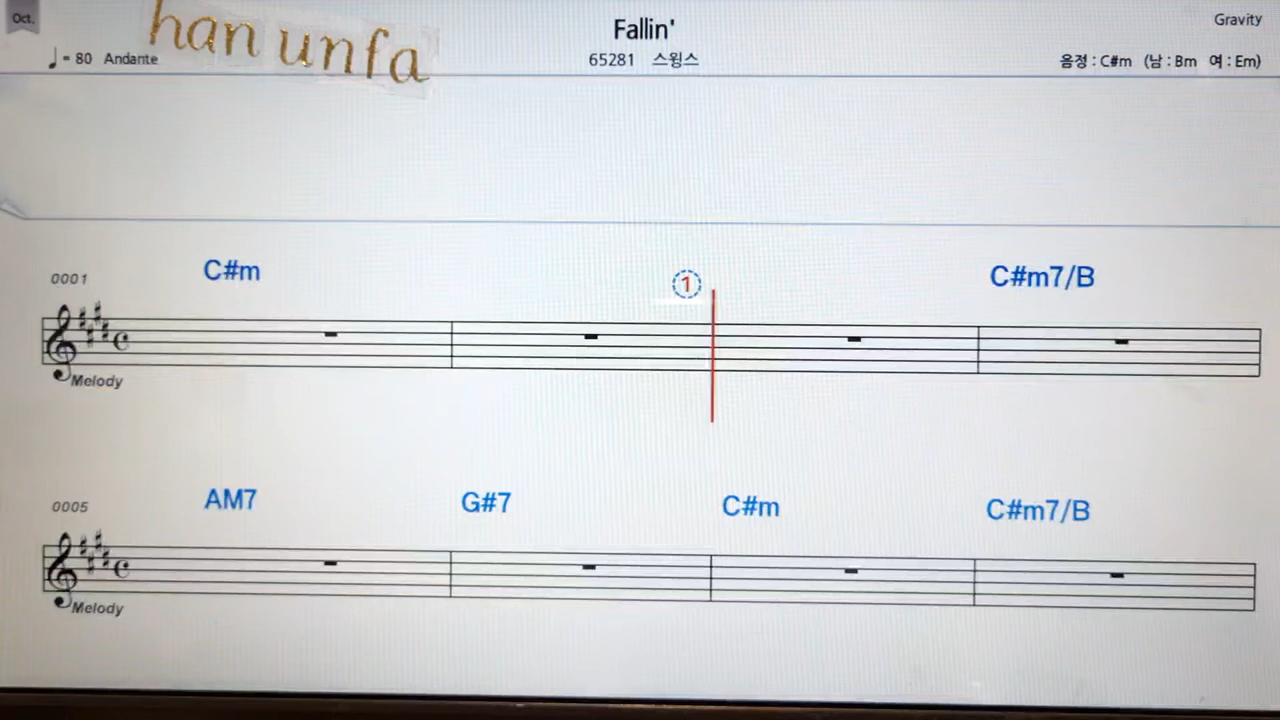 Oct.
han unfa
Fallin'
Gravity
= 80 Andante
65281 스윙스
음정 : C#m (남 : Bm 여 : Em)
0001
C#m
1
C#m7/B
Melody
0005
AM7
G#7
C#m
C#m7/B
Melody